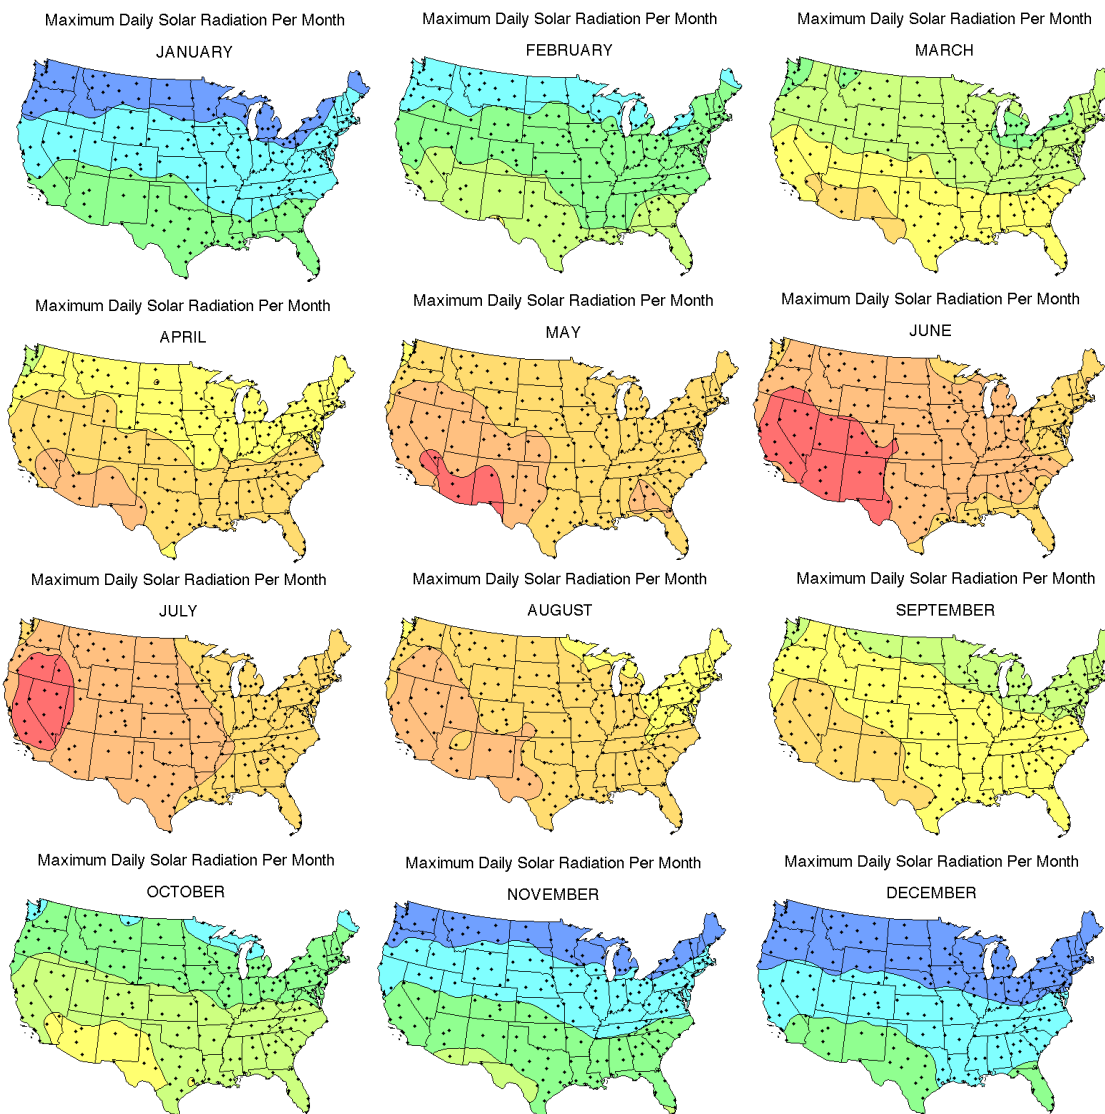 Maximum Daily Solar Radiation Per Month
JANUARY
Maximum Daily Solar Radiation Per Month
FEBRUARY
Maximum Daily Solar Radiation Per Month
MARCH
Maximum Daily Solar Radiation Per Month
APRIL
Maximum Daily Solar Radiation Per Month
MAY
Maximum Daily Solar Radiation Per Month
JUNE
Maximum Daily Solar Radiation Per Month
JULY
Maximum Daily Solar Radiation Per Month
AUGUST
Maximum Daily Solar Radiation Per Month
SEPTEMBER
Maximum Daily Solar Radiation Per Month
OCTOBER
Maximum Daily Solar Radiation Per Month
NOVEMBER
Maximum Daily Solar Radiation Per Month
DECEMBER